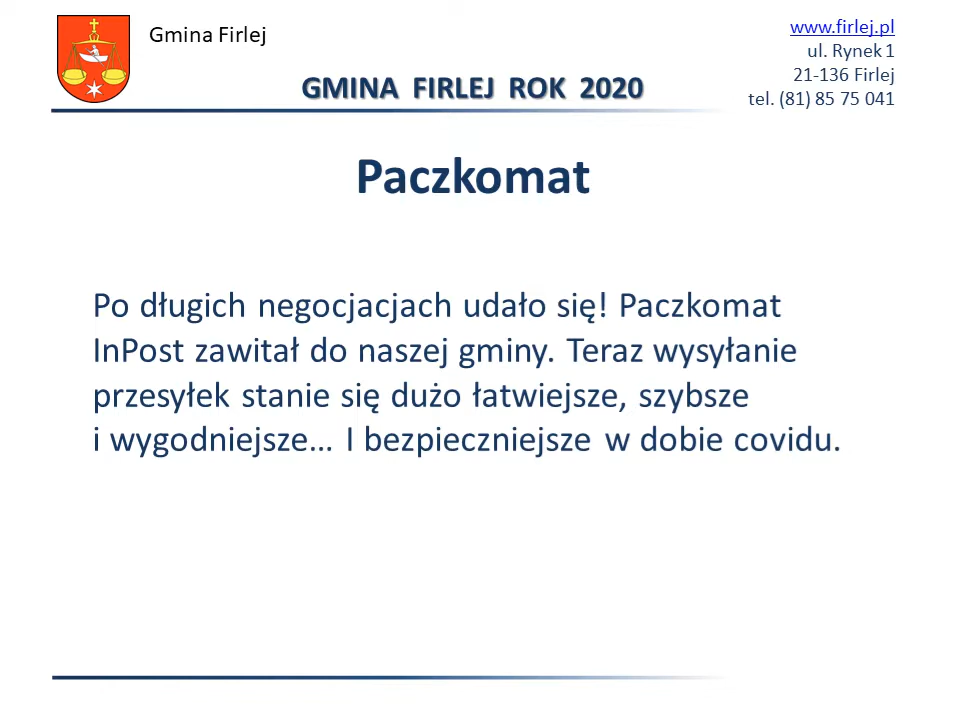 Gmina Firlej
www.firlej.pl
ul. Rynek 1
21-136 Firlej
tel. (81) 85 75 041
GMINA FIRLEJ ROK 2020
Paczkomat
Po długich negocjacjach udało się! Paczkomat
InPost zawitał do naszej gminy. Teraz wysyłanie
przesyłek stanie się dużo łatwiejsze, szybsze
i wygodniejsze… I bezpieczniejsze w dobie covidu.